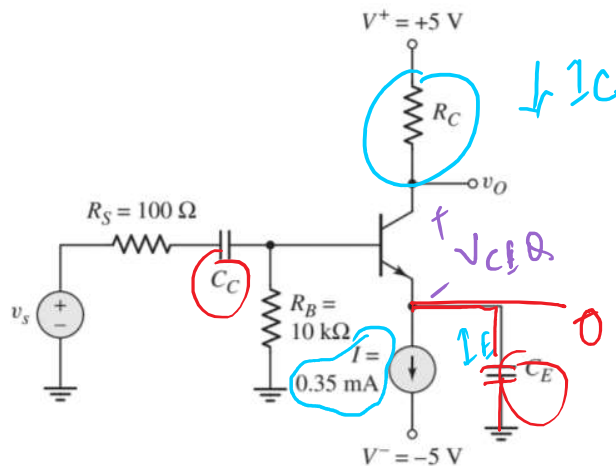 V⁺ = +5 V
R_C
↓ I_C
v_O
R_S = 100 Ω
C_C
+
V_CEQ
−
v_s
+
−
R_B =
10 kΩ
I =
0.35 mA
I_E
C_E
0
V⁻ = −5 V